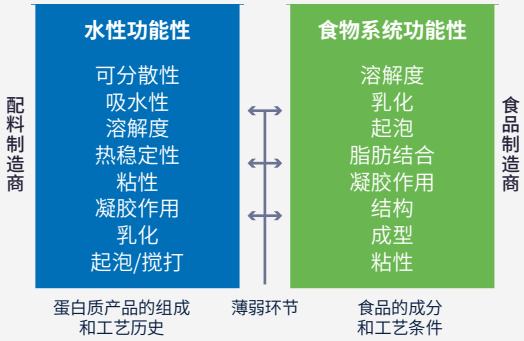 水性功能性
可分散性
吸水性
溶解度
热稳定性
粘性
凝胶作用
乳化
起泡/搅打
食物系统功能性
溶解度
乳化
起泡
脂肪结合
凝胶作用
结构
成型
粘性
配料制造商
食品制造商
蛋白质产品的组成
和工艺历史
薄弱环节
食品的成分
和工艺条件